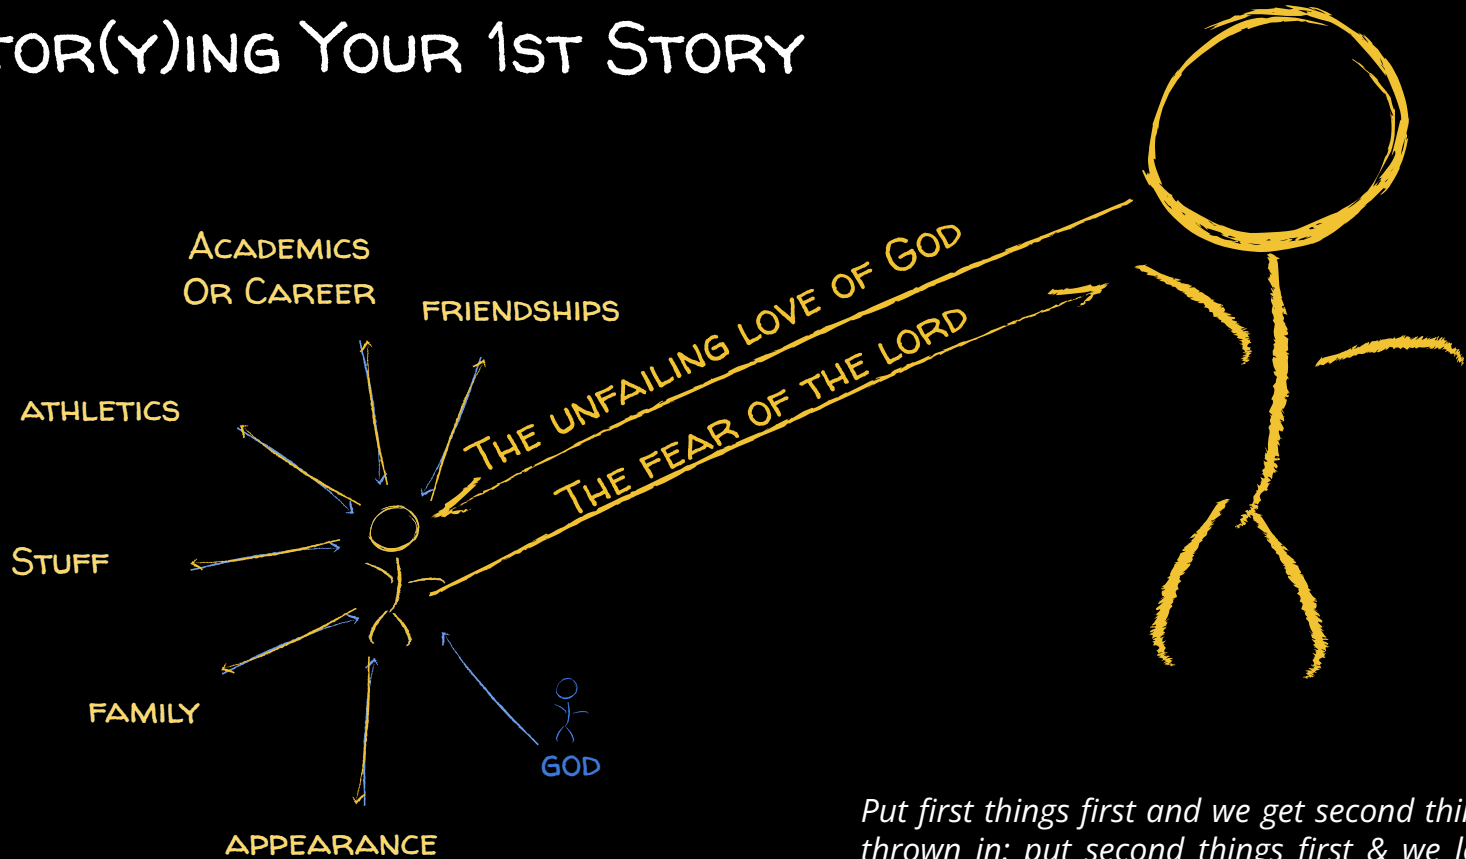 TOR(Y)ING YOUR 1ST STORY
ACADEMICS
OR CAREER
FRIENDSHIPS
ATHLETICS
STUFF
FAMILY
APPEARANCE
GOD
THE UNFAILING LOVE OF GOD
THE FEAR OF THE LORD
Put first things first and we get second thi
thrown in: put second things first & we